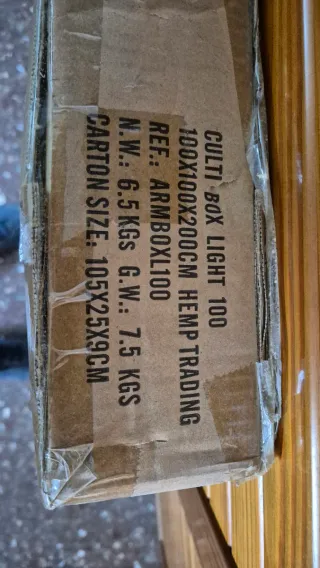 CULTI BOX LIGHT 100
100X100X200CM HEMP TRADING
REF.: ARMBOXL100
N.W.: 6.5 KGs G.W.: 7.5 KGS
CARTON SIZE: 105X25X9CM